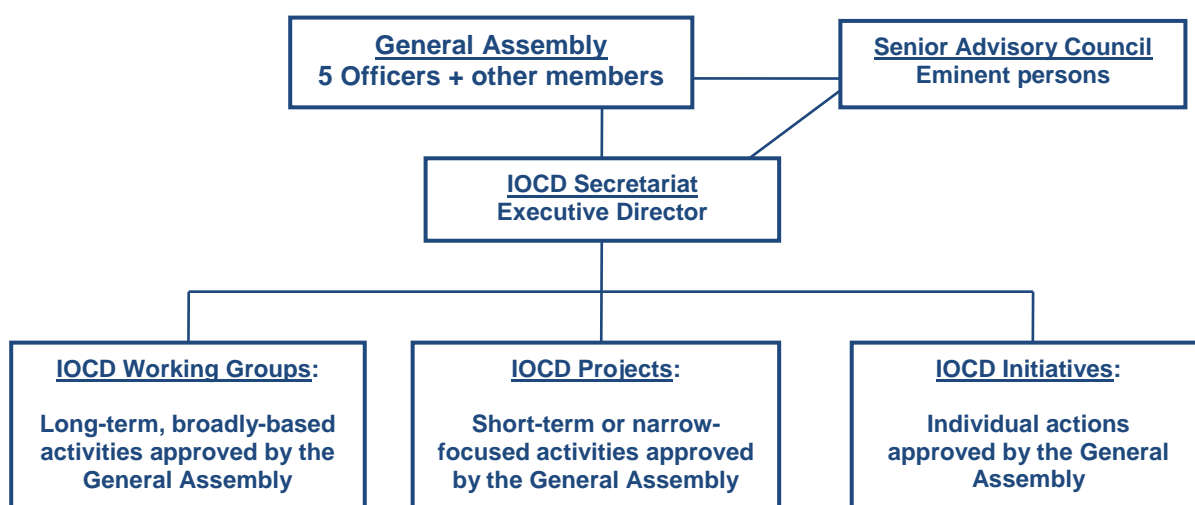 General Assembly
5 Officers + other members
Senior Advisory Council
Eminent persons
IOCD Secretariat
Executive Director
IOCD Working Groups:
Long-term, broadly-based
activities approved by the
General Assembly
IOCD Projects:
Short-term or narrow-
focused activities approved
by the General Assembly
IOCD Initiatives:
Individual actions
approved by the General
Assembly